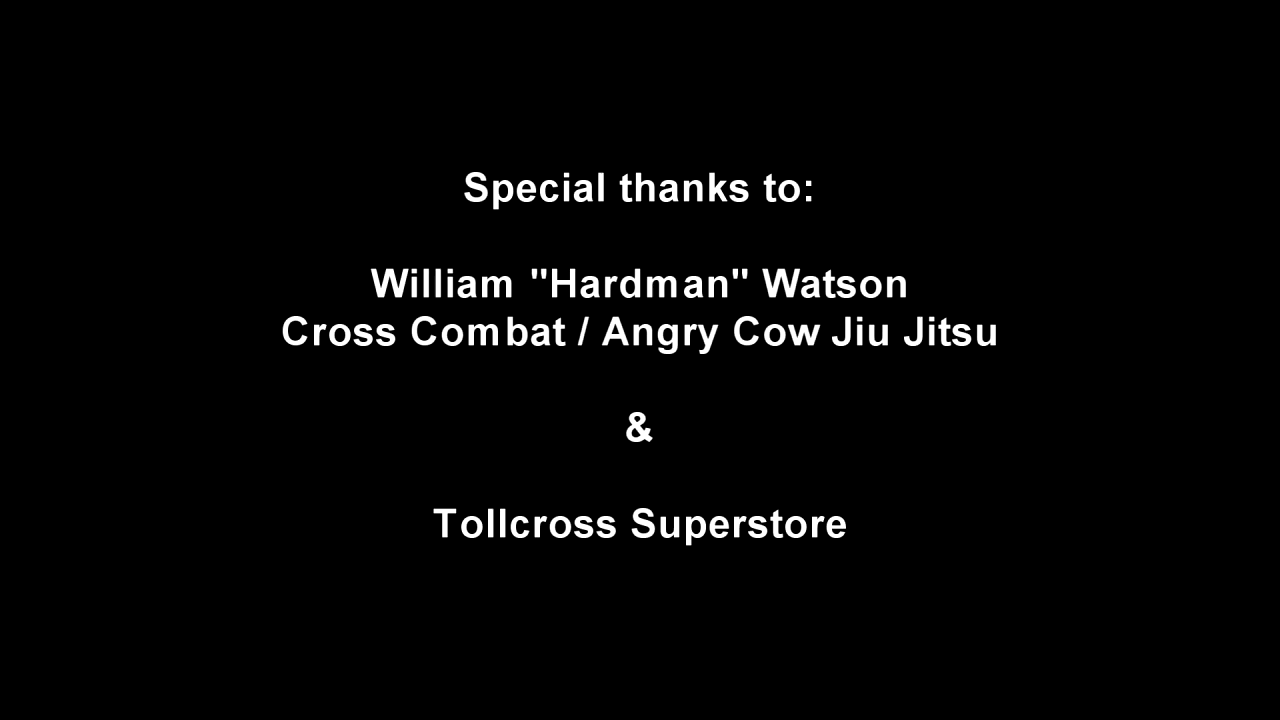 Special thanks to:
William "Hardman" Watson
Cross Combat / Angry Cow Jiu Jitsu
&
Tollcross Superstore